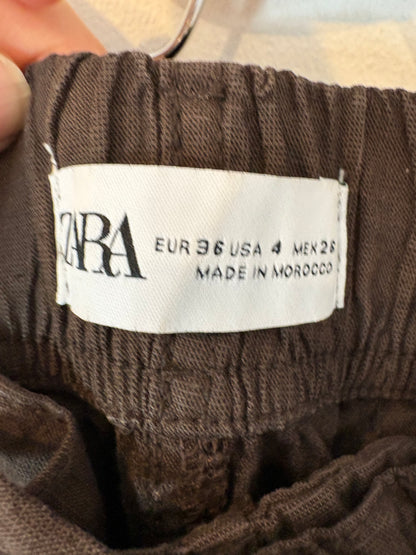 ZARA
EUR 36 USA 4 MEX 26
MADE IN MOROCCO